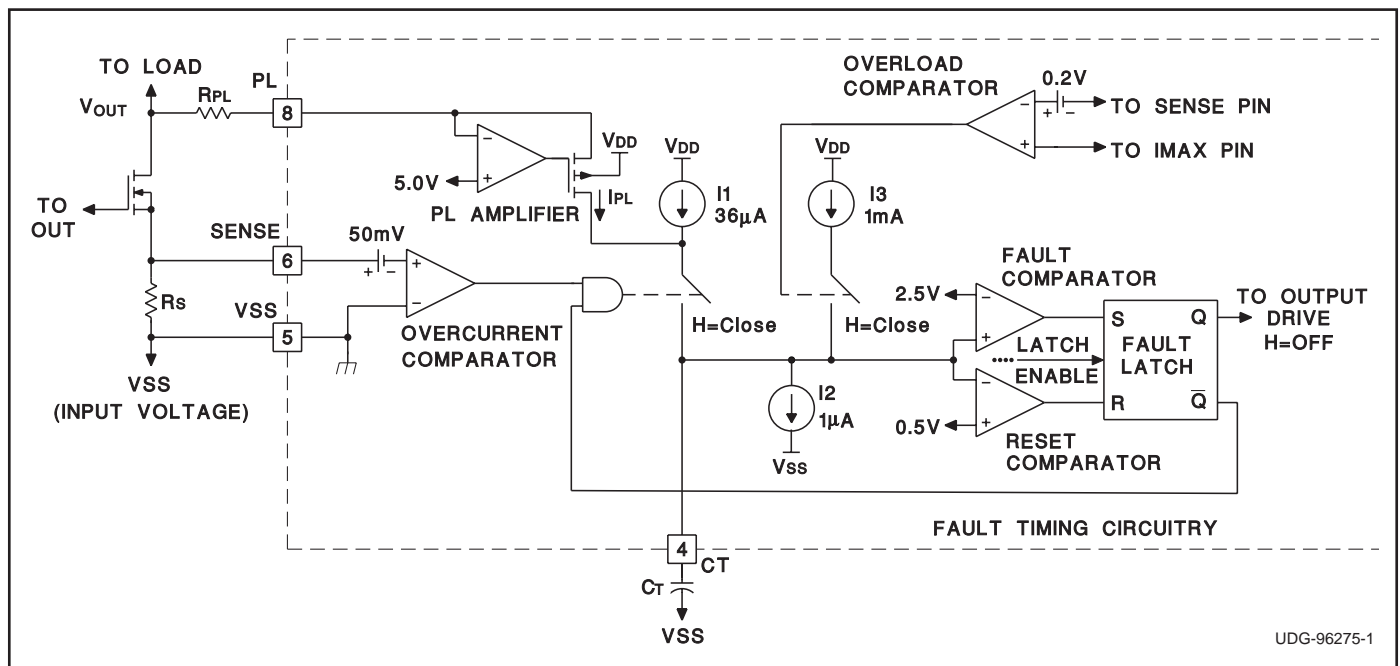 TO LOAD
VOUT
RPL
PL
8
TO
OUT
SENSE
6
RS
VSS
5
VSS
(INPUT VOLTAGE)
50mV
+ -
+
-
OVERCURRENT
COMPARATOR
-
+
5.0V
PL AMPLIFIER
VDD
IPL
VDD
I1
36µA
H=Close
OVERLOAD
COMPARATOR
0.2V
+ -
-
+
TO SENSE PIN
TO IMAX PIN
VDD
I3
1mA
H=Close
I2
1µA
VSS
FAULT
COMPARATOR
2.5V
-
+
LATCH
ENABLE
-
+
0.5V
RESET
COMPARATOR
S
Q
FAULT
LATCH
R
Q̅
TO OUTPUT
DRIVE
H=OFF
FAULT TIMING CIRCUITRY
4
CT
CT
VSS
UDG-96275-1